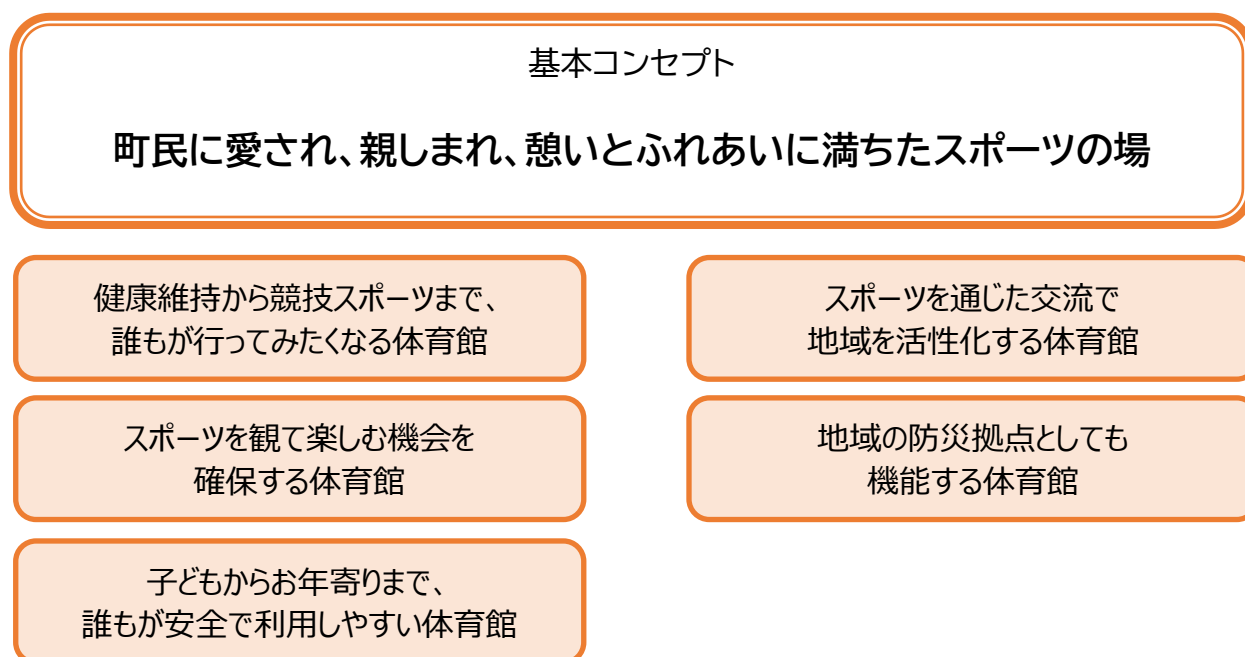 基本コンセプト
町民に愛され、親しまれ、憩いとふれあいに満ちたスポーツの場
健康維持から競技スポーツまで、
誰もが行ってみたくなる体育館
スポーツを通じた交流で
地域を活性化する体育館
スポーツを観て楽しむ機会を
確保する体育館
地域の防災拠点としても
機能する体育館
子どもからお年寄りまで、
誰もが安全で利用しやすい体育館